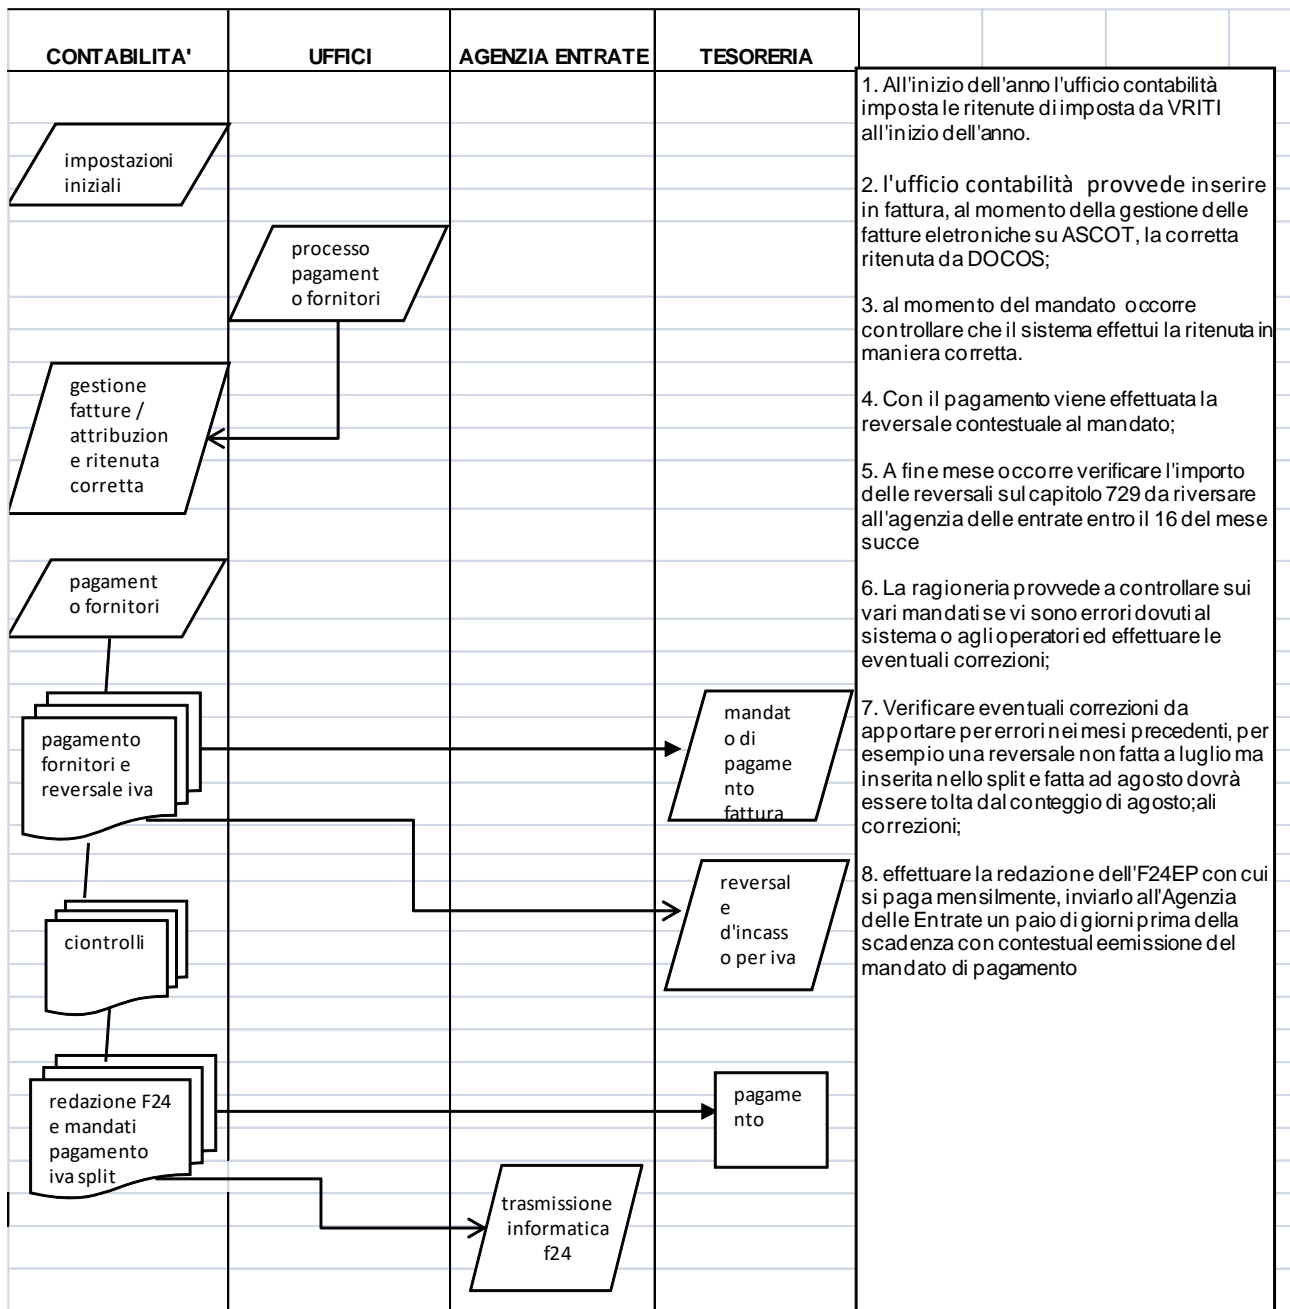 CONTABILITA'
UFFICI
AGENZIA ENTRATE
TESORERIA
impostazioni
iniziali
processo
pagament
o fornitori
gestione
fatture /
attribuzion
e ritenuta
corretta
pagament
o fornitori
pagamento
fornitori e
reversale iva
mandat
o di
pagame
nto
fattura
reversal
e
d'incass
o per iva
ciontrolli
redazione F24
e mandati
pagamento
iva split
pagame
nto
trasmissione
informatica
f24
1. All'inizio dell'anno l'ufficio contabilità
imposta le ritenute di imposta da VRITI
all'inizio dell'anno.
2. l'ufficio contabilità provvede inserire
in fattura, al momento della gestione delle
fatture eletroniche su ASCOT, la corretta
ritenuta da DOCOS;
3. al momento del mandato occorre
controllare che il sistema effettui la ritenuta in
maniera corretta.
4. Con il pagamento viene effettuata la
reversale contestuale al mandato;
5. A fine mese occorre verificare l'importo
delle reversali sul capitolo 729 da riversare
all'agenzia delle entrate entro il 16 del mese
succe
6. La ragioneria provvede a controllare sui
vari mandati se vi sono errori dovuti al
sistema o agli operatori ed effettuare le
eventuali correzioni;
7. Verificare eventuali correzioni da
apportare per errori nei mesi precedenti, per
esempio una reversale non fatta a luglio ma
inserita nello split e fatta ad agosto dovrà
essere tolta dal conteggio di agosto;ali
correzioni;
8. effettuare la redazione dell'F24EP con cui
si paga mensilmente, inviarlo all'Agenzia
delle Entrate un paio di giorni prima della
scadenza con contestualeemissione del
mandato di pagamento